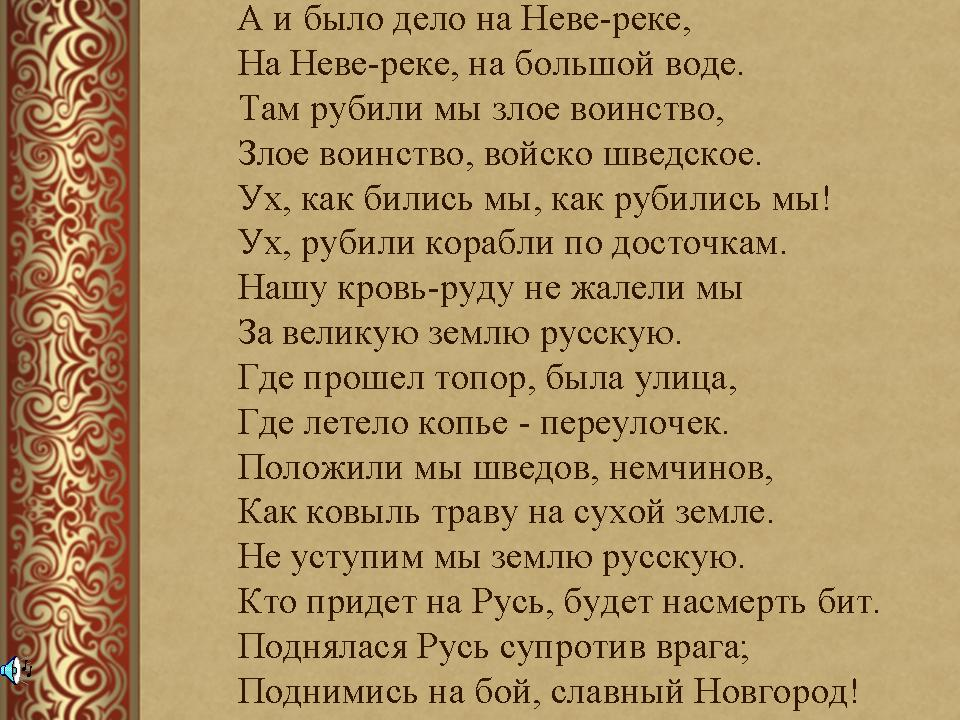 А и было дело на Неве-реке,
На Неве-реке, на большой воде.
Там рубили мы злое воинство,
Злое воинство, войско шведское.
Ух, как бились мы, как рубились мы!
Ух, рубили корабли по досточкам.
Нашу кровь-руду не жалели мы
За великую землю русскую.
Где прошел топор, была улица,
Где летело копье - переулочек.
Положили мы шведов, немчинов,
Как ковыль траву на сухой земле.
Не уступим мы землю русскую.
Кто придет на Русь, будет насмерть бит.
Поднялася Русь супротив врага;
Поднимись на бой, славный Новгород!